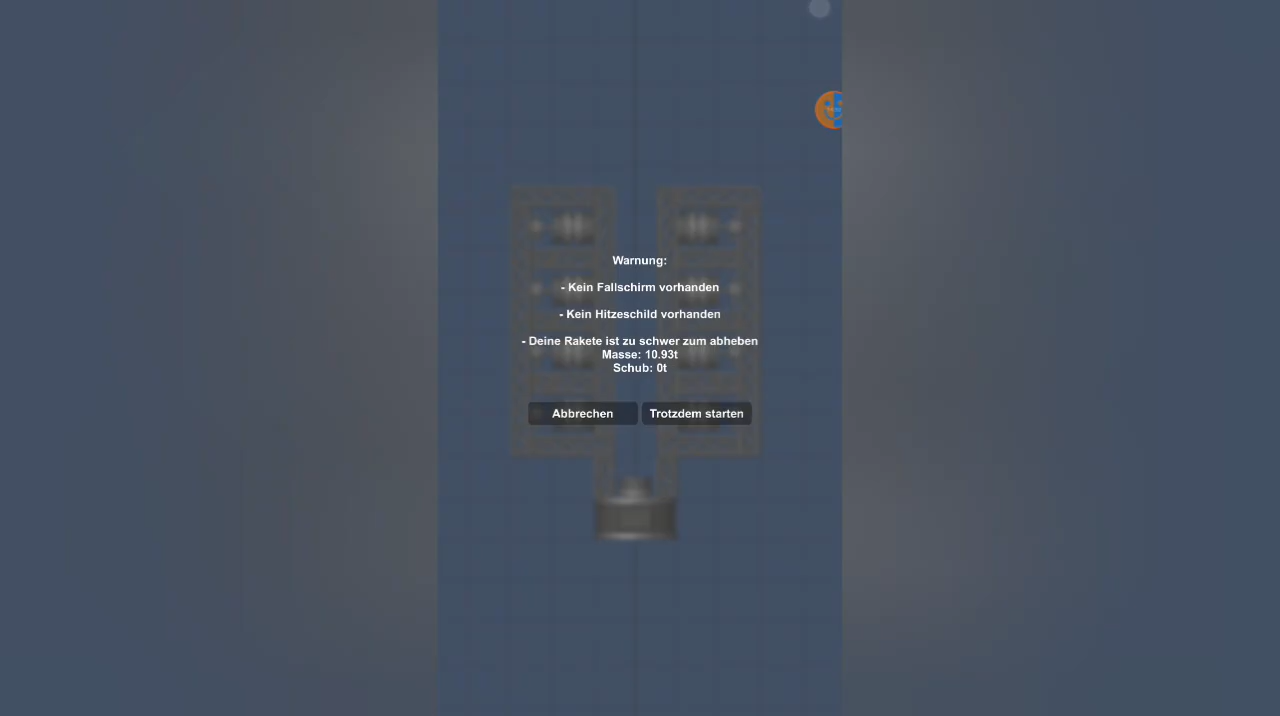 Warnung:
- Kein Fallschirm vorhanden
- Kein Hitzeschild vorhanden
- Deine Rakete ist zu schwer zum abheben
Masse: 10.93t
Schub: 0t
Abbrechen
Trotzdem starten